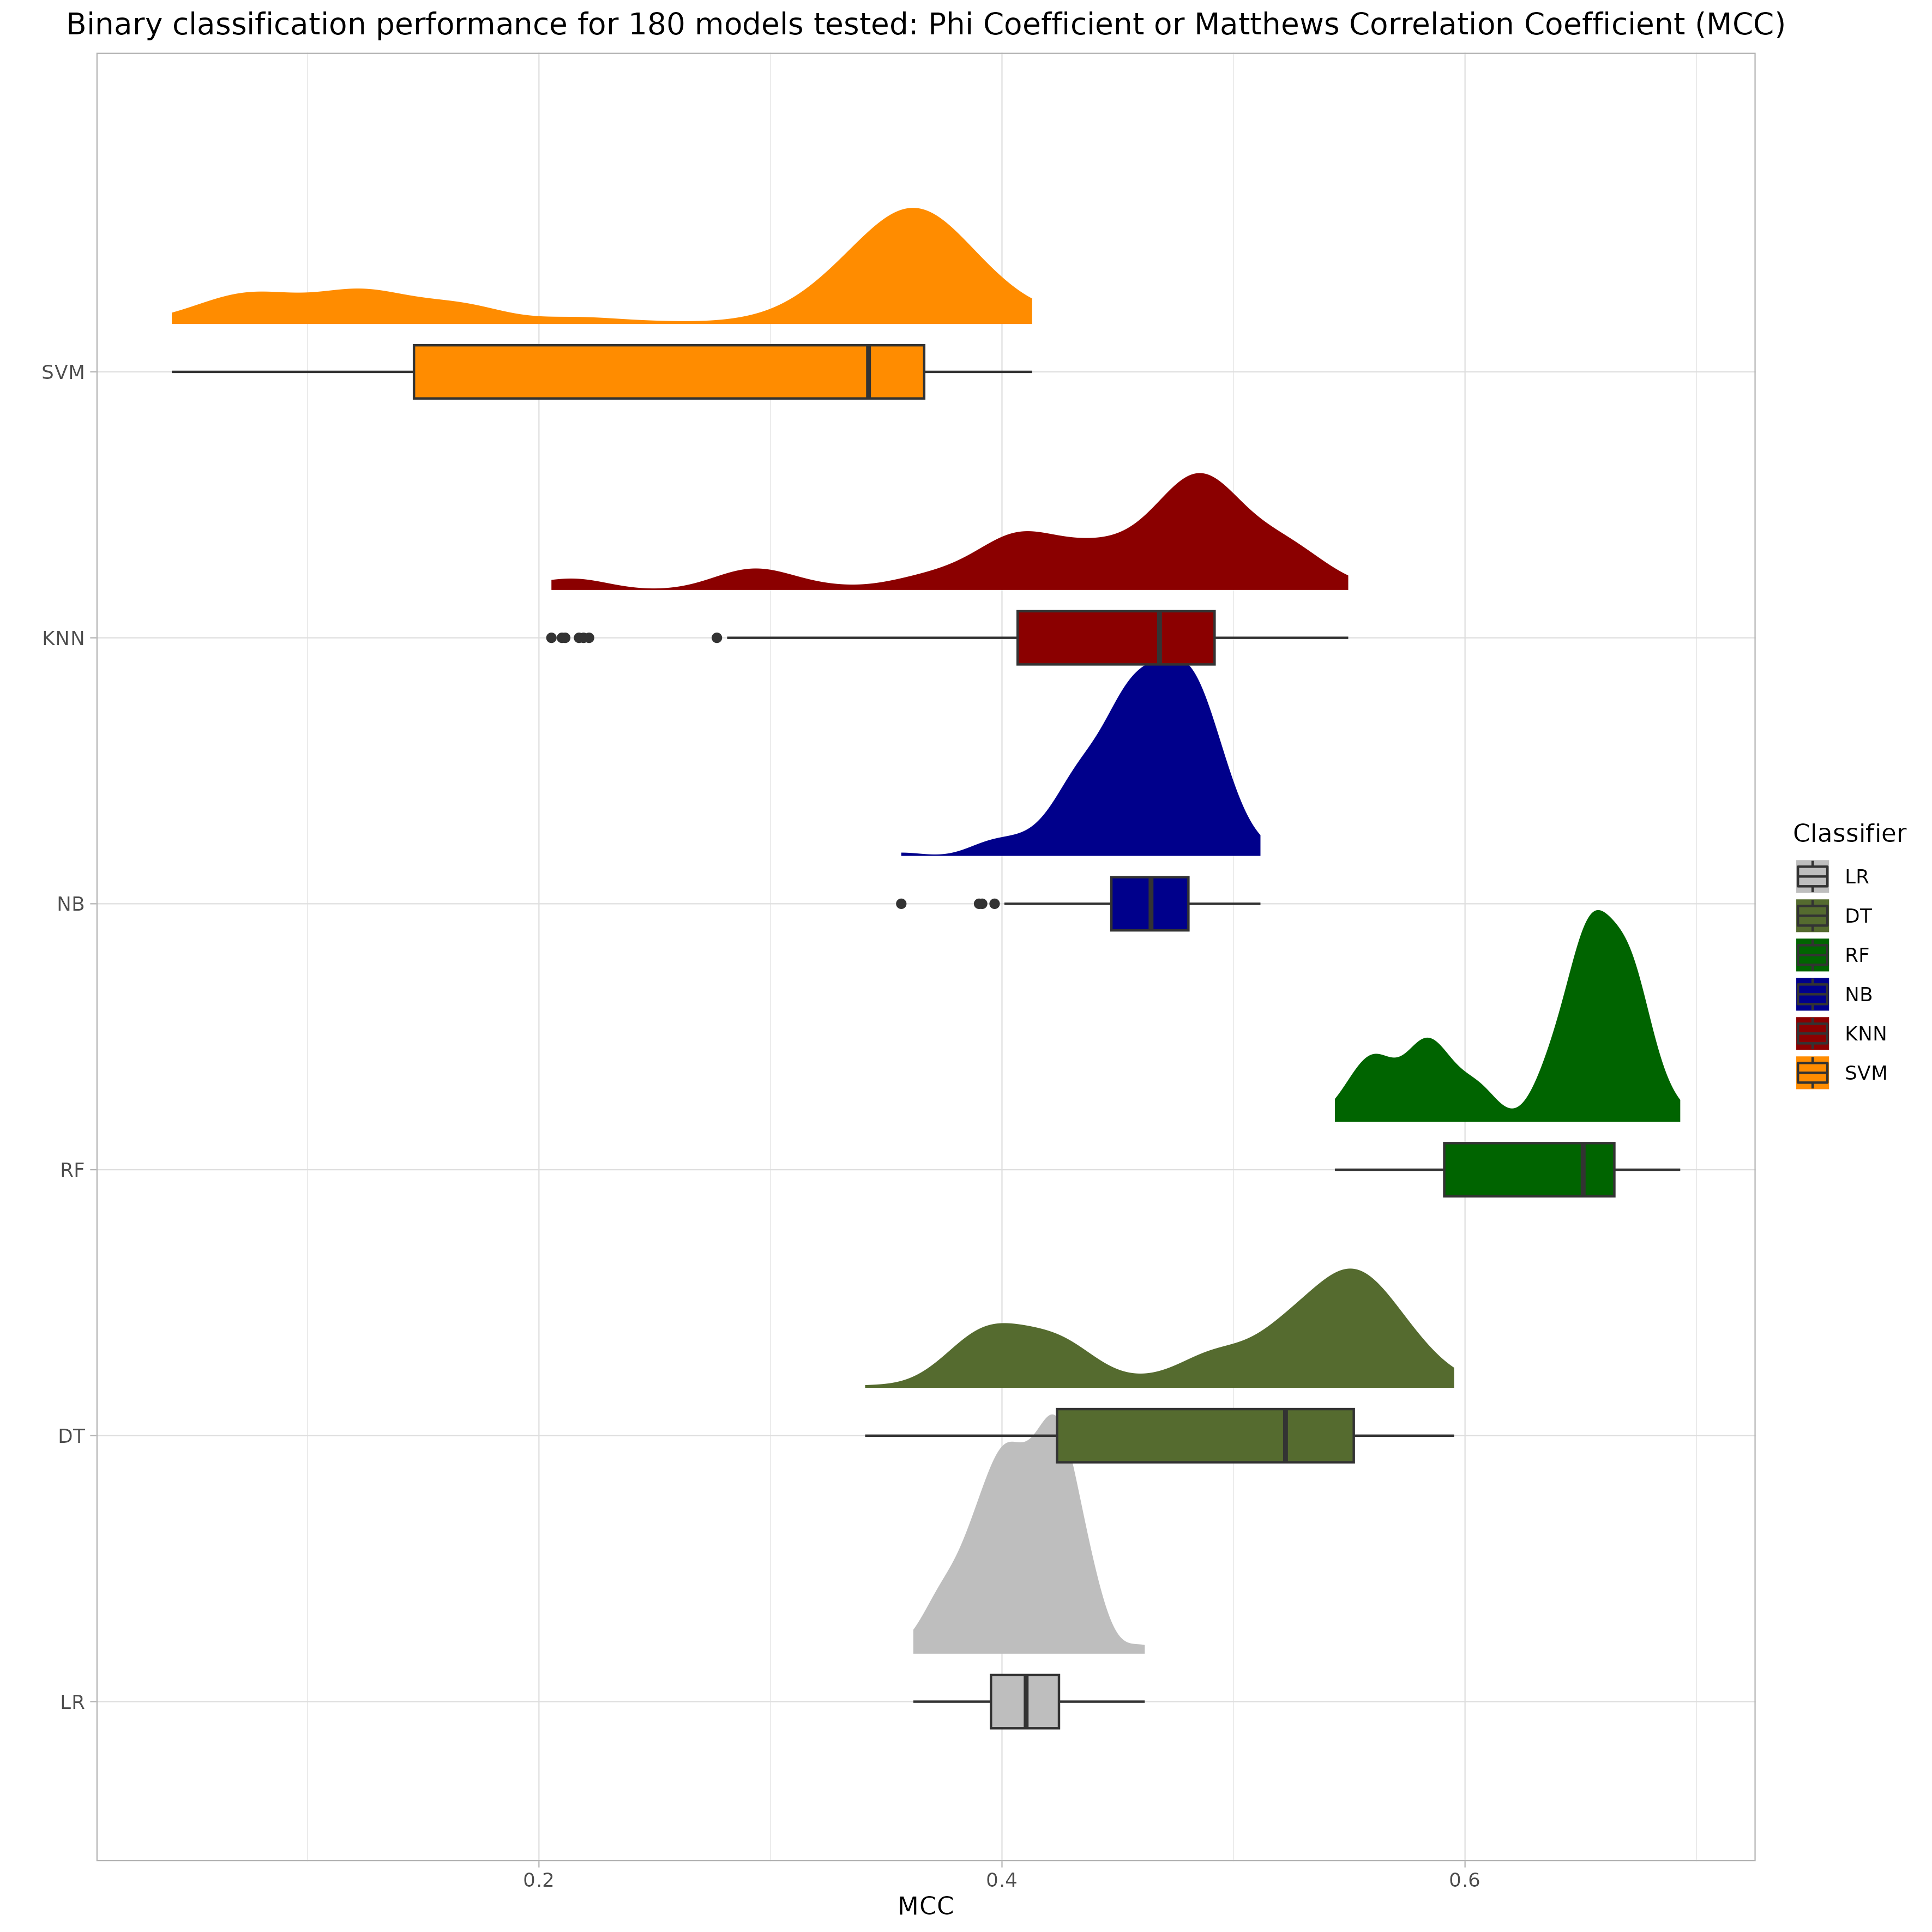 Binary classification performance for 180 models tested: Phi Coefficient or Matthews Correlation Coefficient (MCC)
SVM
KNN
NB
RF
DT
LR
0.2
0.4
0.6
MCC
Classifier
LR
DT
RF
NB
KNN
SVM